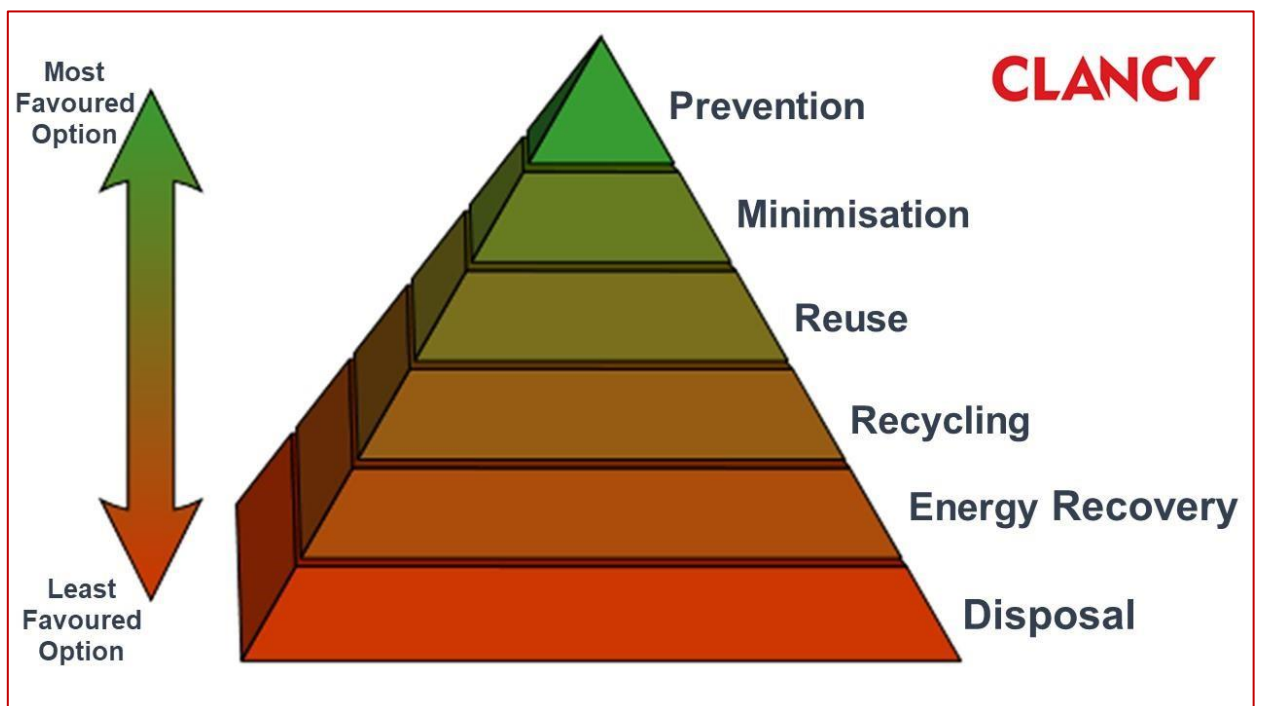 Most
Favoured
Option
CLANCY
Prevention
Minimisation
Reuse
Recycling
Energy Recovery
Disposal
Least
Favoured
Option